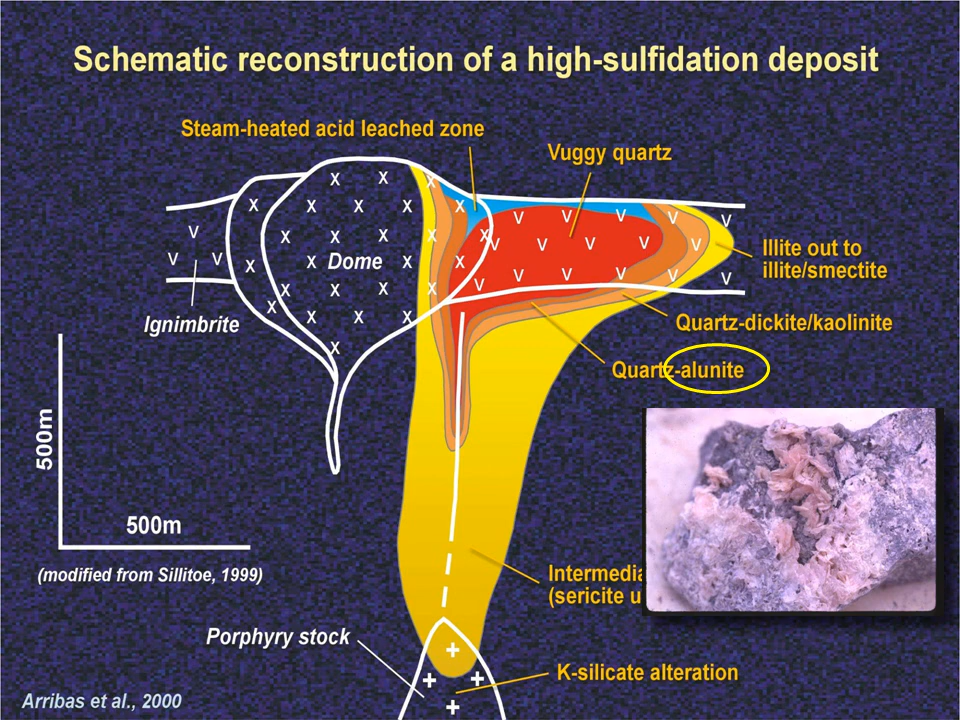 Schematic reconstruction of a high-sulfidation deposit
Steam-heated acid leached zone
Vuggy quartz
Dome
Illite out to
illite/smectite
Ignimbrite
Quartz-dickite/kaolinite
Quartz-alunite
500m
500m
(modified from Sillitoe, 1999)
(sericite
Porphyry stock
K-silicate alteration
Arribas et al., 2000